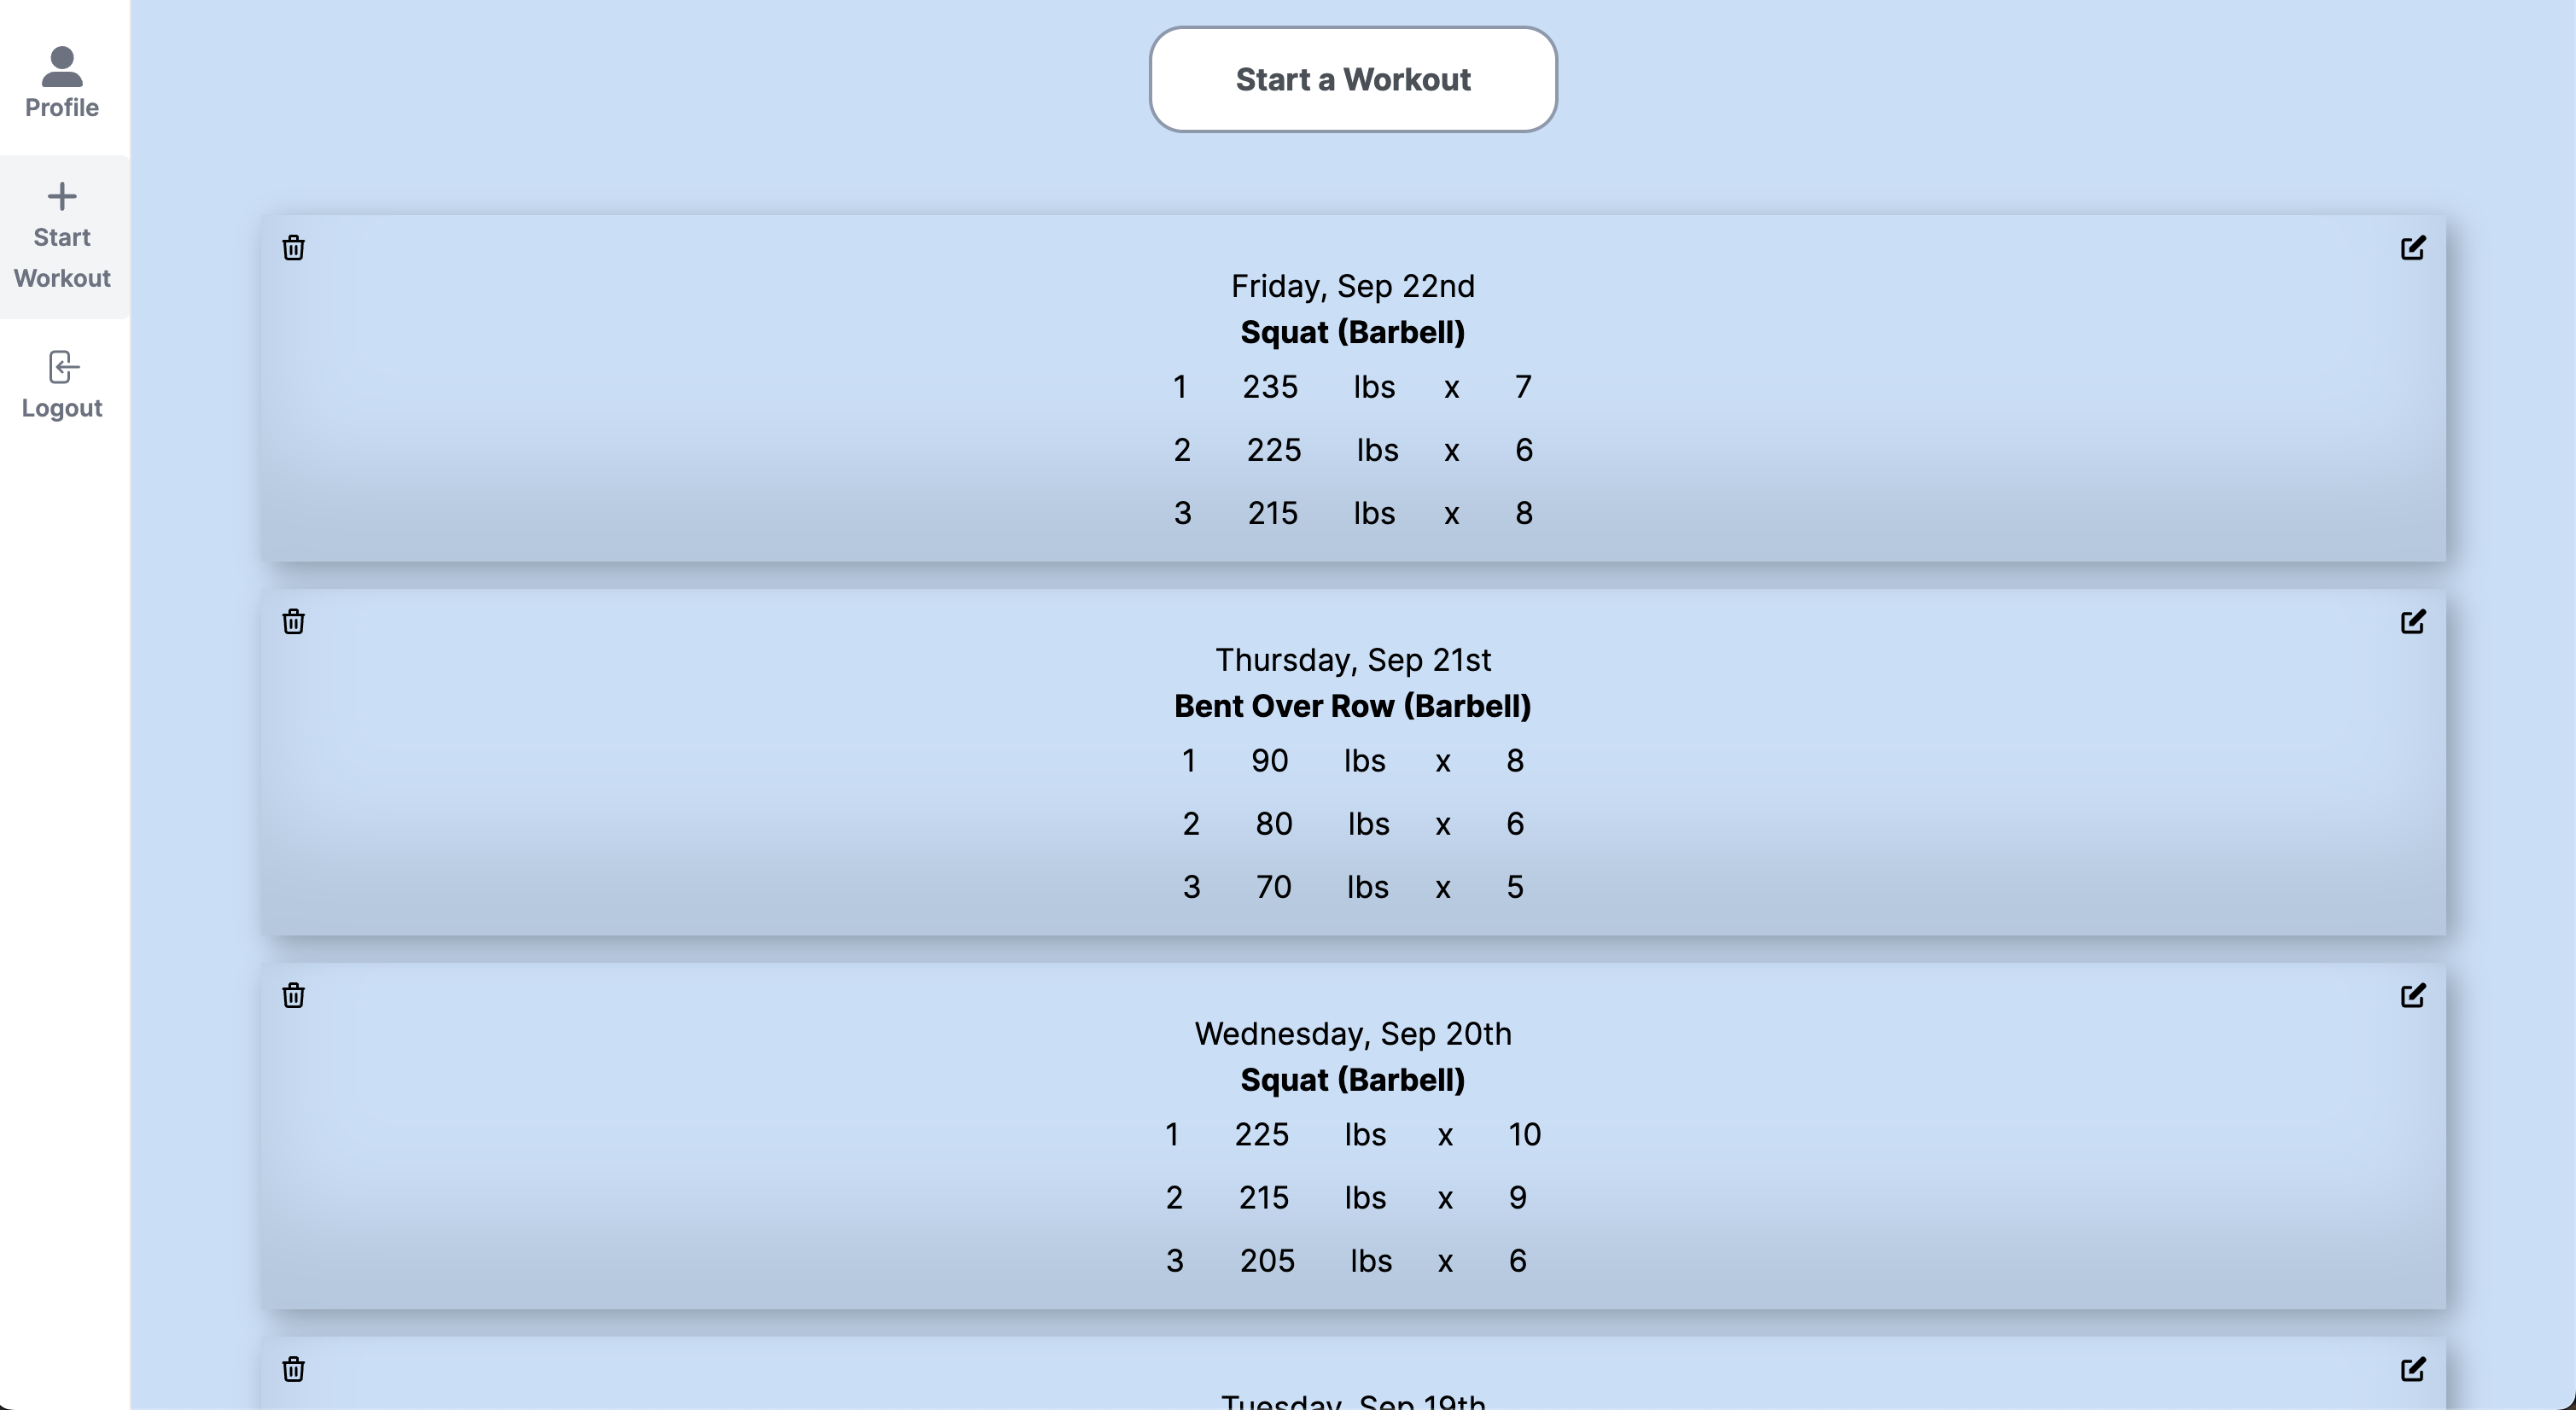 Profile
Start
Workout
Logout
Start a Workout
Friday, Sep 22nd
Squat (Barbell)
1 235 lbs x 7
2 225 lbs x 6
3 215 lbs x 8
Thursday, Sep 21st
Bent Over Row (Barbell)
1 90 lbs x 8
2 80 lbs x 6
3 70 lbs x 5
Wednesday, Sep 20th
Squat (Barbell)
1 225 lbs x 10
2 215 lbs x 9
3 205 lbs x 6
Tuesday, Sep 19th